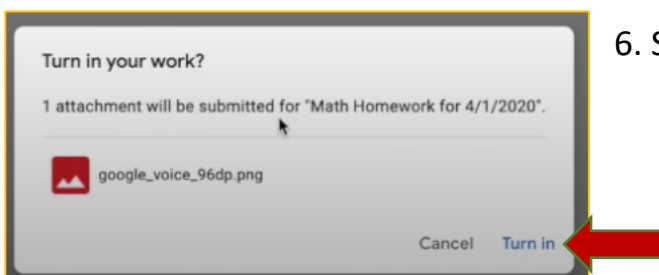 Turn in your work?
1 attachment will be submitted for "Math Homework for 4/1/2020".
google_voice_96dp.png
Cancel Turn in
6. S